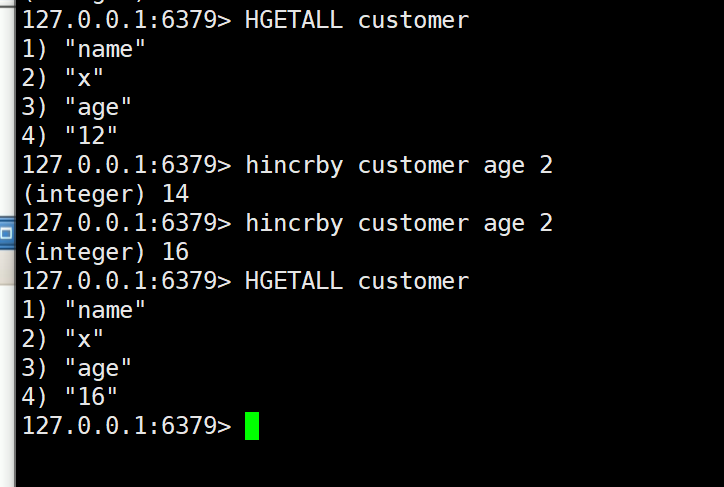 127.0.0.1:6379> HGETALL customer
1) "name"
2) "x"
3) "age"
4) "12"
127.0.0.1:6379> hincrby customer age 2
(integer) 14
127.0.0.1:6379> hincrby customer age 2
(integer) 16
127.0.0.1:6379> HGETALL customer
1) "name"
2) "x"
3) "age"
4) "16"
127.0.0.1:6379>